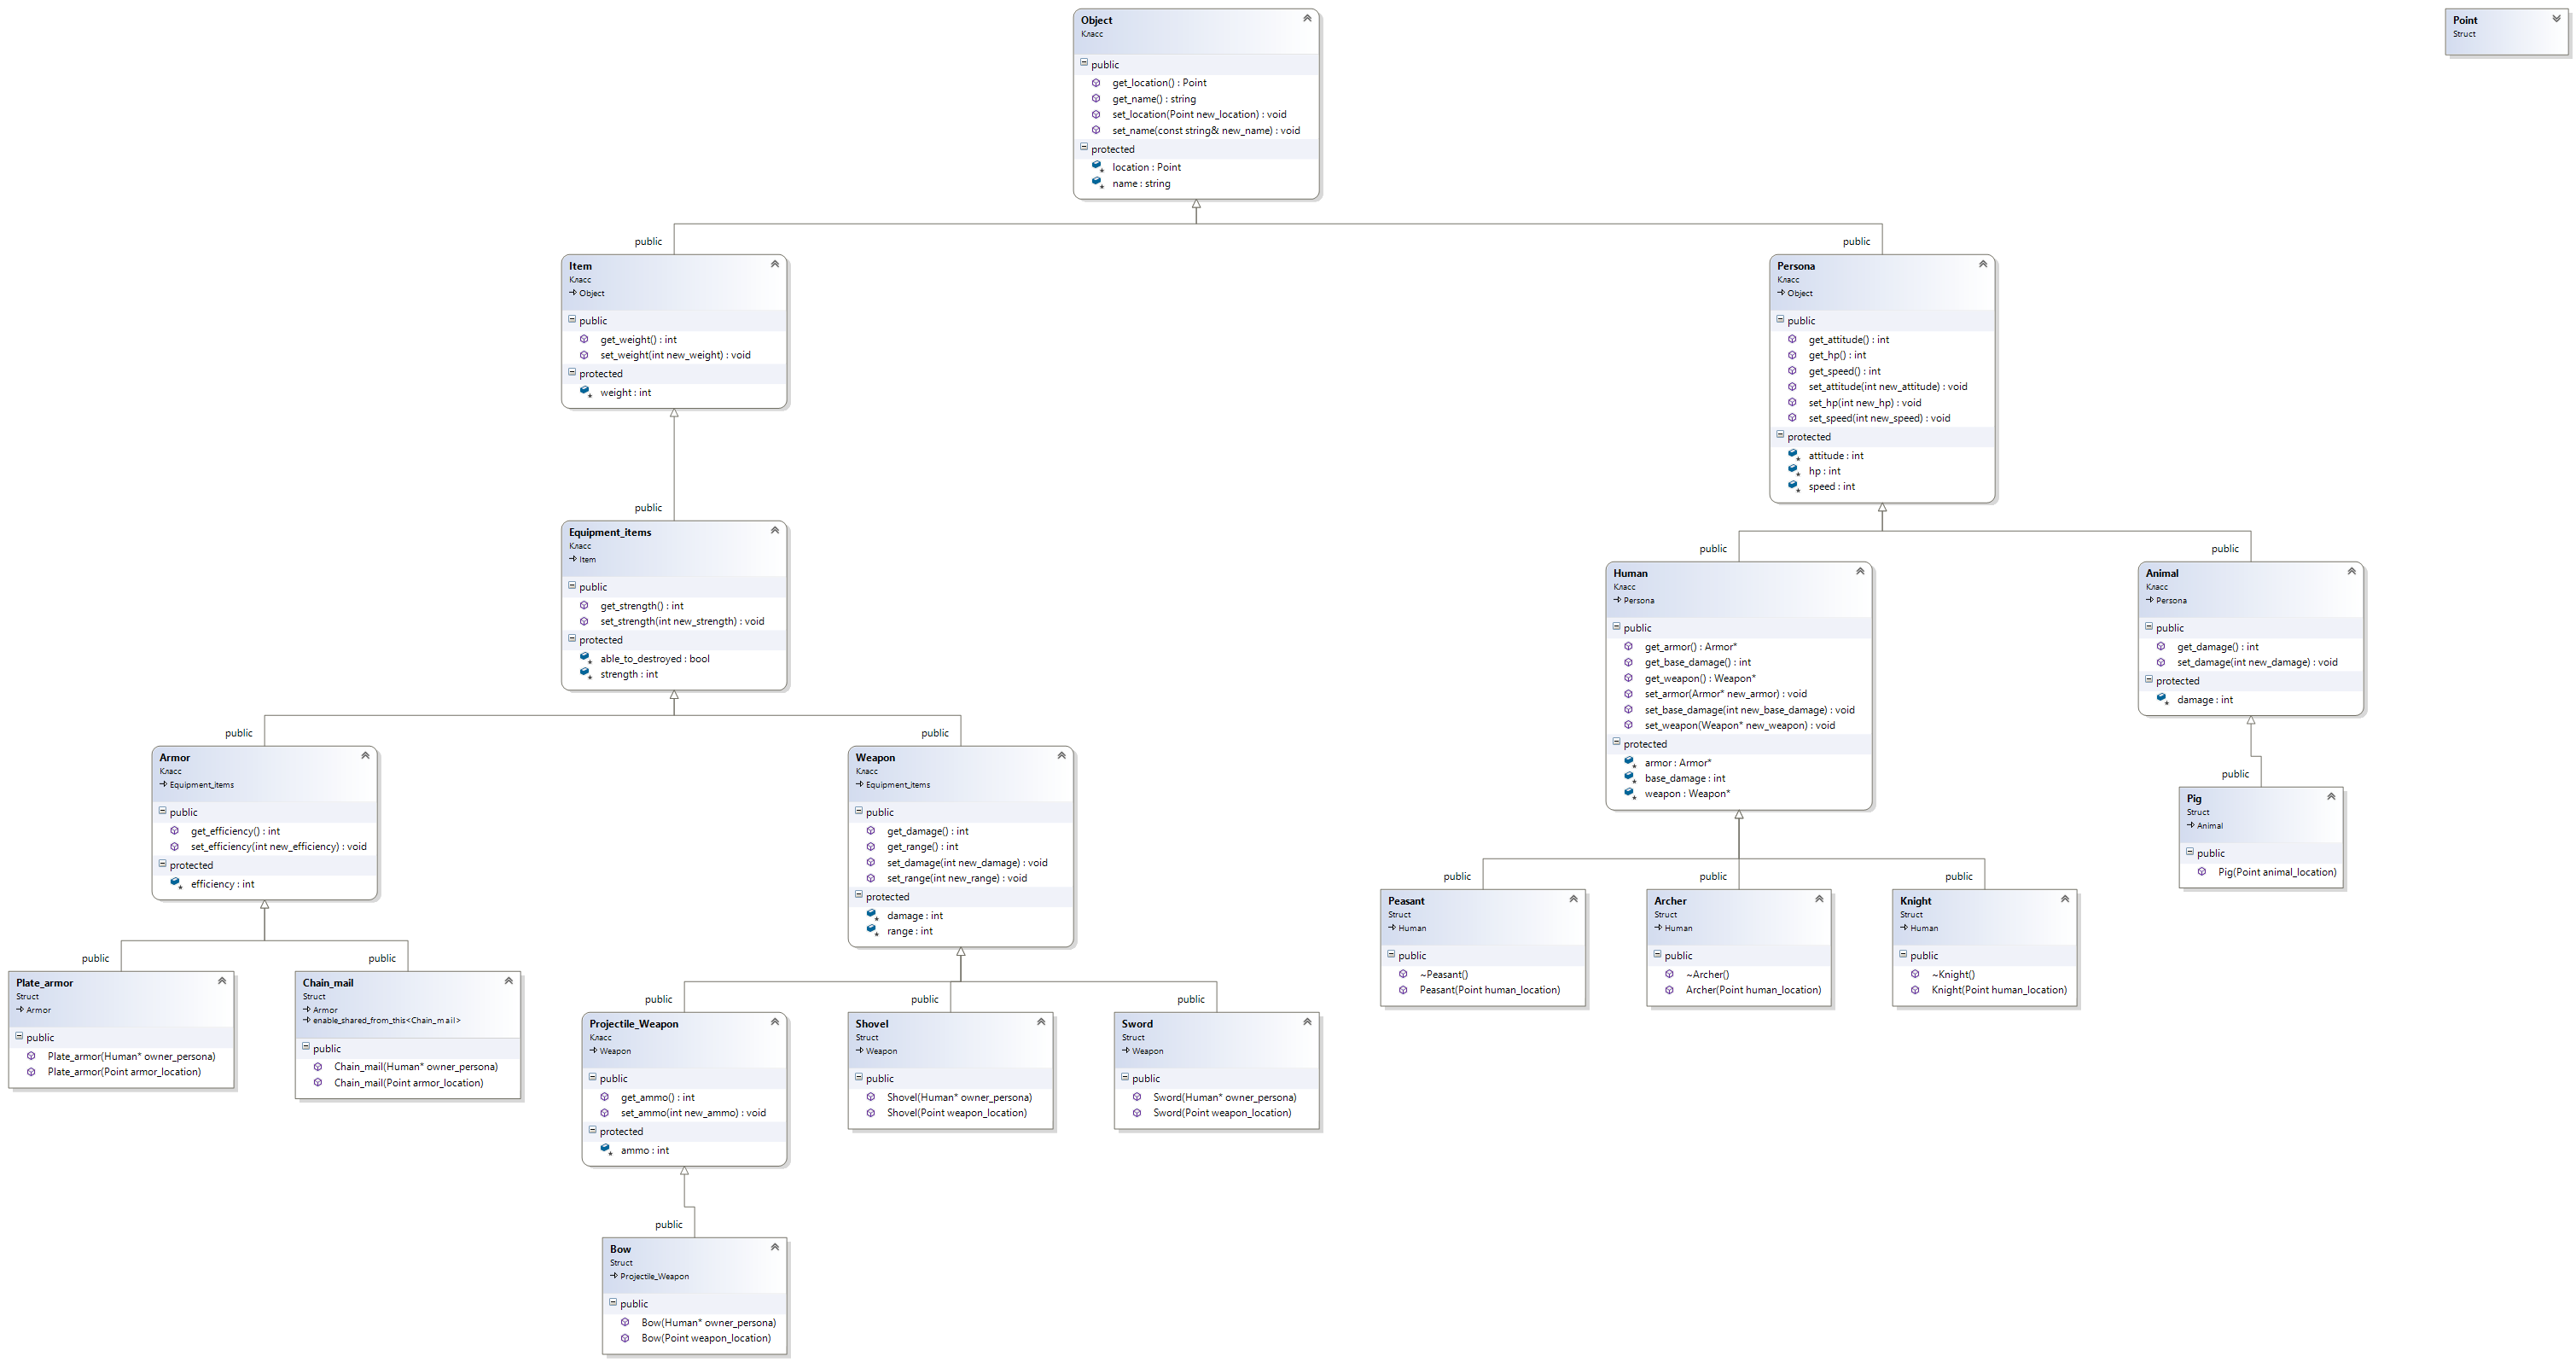 Object
Класс
public
get_location() : Point
get_name() : string
set_location(Point new_location) : void
set_name(const string& new_name) : void
protected
location : Point
name : string
Point
Struct
public
Item
Класс
Object
public
get_weight() : int
set_weight(int new_weight) : void
protected
weight : int
public
Persona
Класс
Object
public
get_attitude() : int
get_hp() : int
get_speed() : int
set_attitude(int new_attitude) : void
set_hp(int new_hp) : void
set_speed(int new_speed) : void
protected
attitude : int
hp : int
speed : int
public
Equipment_items
Класс
Item
public
get_strength() : int
set_strength(int new_strength) : void
protected
able_to_destroyed : bool
strength : int
public
Human
Класс
Persona
public
get_armor() : Armor*
get_base_damage() : int
get_weapon() : Weapon*
set_armor(Armor* new_armor) : void
set_base_damage(int new_base_damage) : void
set_weapon(Weapon* new_weapon) : void
protected
armor : Armor*
base_damage : int
weapon : Weapon*
public
Animal
Класс
Persona
public
get_damage() : int
set_damage(int new_damage) : void
protected
damage : int
public
Armor
Класс
Equipment_items
public
get_efficiency() : int
set_efficiency(int new_efficiency) : void
protected
efficiency : int
public
Weapon
Класс
Equipment_items
public
get_damage() : int
get_range() : int
set_damage(int new_damage) : void
set_range(int new_range) : void
protected
damage : int
range : int
public
Pig
Struct
Animal
public
Pig(Point animal_location)
public
Peasant
Struct
Human
public
~Peasant()
Peasant(Point human_location)
public
Archer
Struct
Human
public
~Archer()
Archer(Point human_location)
public
Knight
Struct
Human
public
~Knight()
Knight(Point human_location)
public
Plate_armor
Struct
Armor
public
Plate_armor(Human* owner_persona)
Plate_armor(Point armor_location)
public
Chain_mail
Struct
Armor
enable_shared_from_this<Chain_mail>
public
Chain_mail(Human* owner_persona)
Chain_mail(Point armor_location)
public
Projectile_Weapon
Класс
Weapon
public
get_ammo() : int
set_ammo(int new_ammo) : void
protected
ammo : int
public
Shovel
Struct
Weapon
public
Shovel(Human* owner_persona)
Shovel(Point weapon_location)
public
Sword
Struct
Weapon
public
Sword(Human* owner_persona)
Sword(Point weapon_location)
public
Bow
Struct
Projectile_Weapon
public
Bow(Human* owner_persona)
Bow(Point weapon_location)